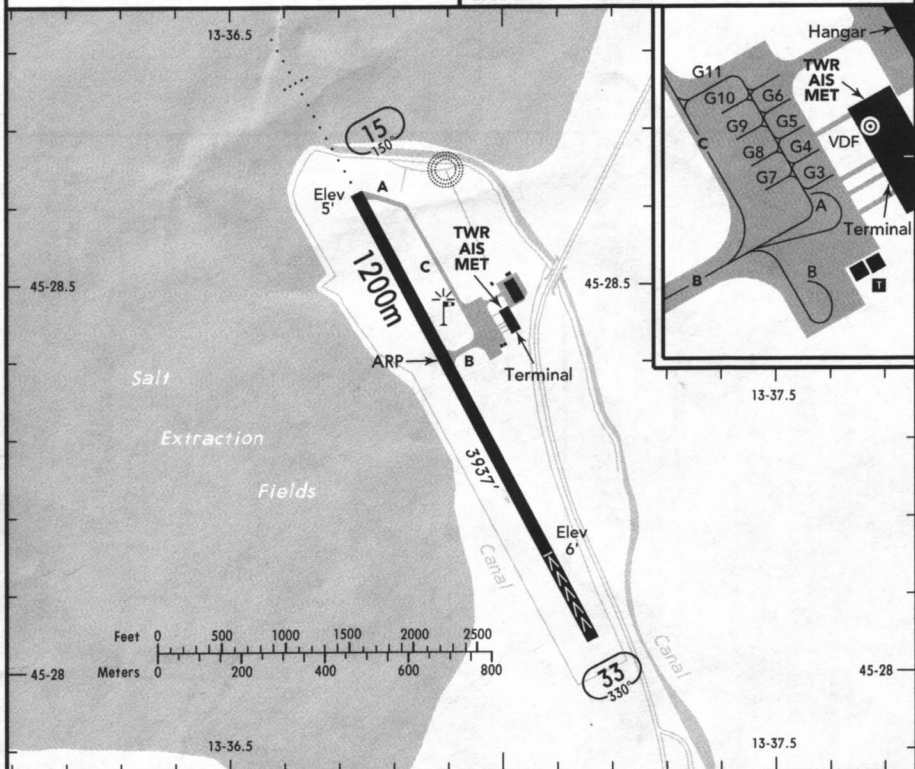 13-36.5
15
150°
Elev
5'
A
1200m
C
TWR
AIS
MET
45-28.5
45-28.5
ARP
B
Terminal
Salt
Extraction
Fields
3937'
Elev
6'
Canal
Canal
Feet 0 500 1000 1500 2000 2500
Meters 0 200 400 600 800
45-28
45-28
33
330°
13-36.5
13-37.5
13-37.5
Hangar
TWR
AIS
MET
G11
G10
G6
G9
G5
VDF
C
G8
G4
G7
G3
A
Terminal
B
B
T